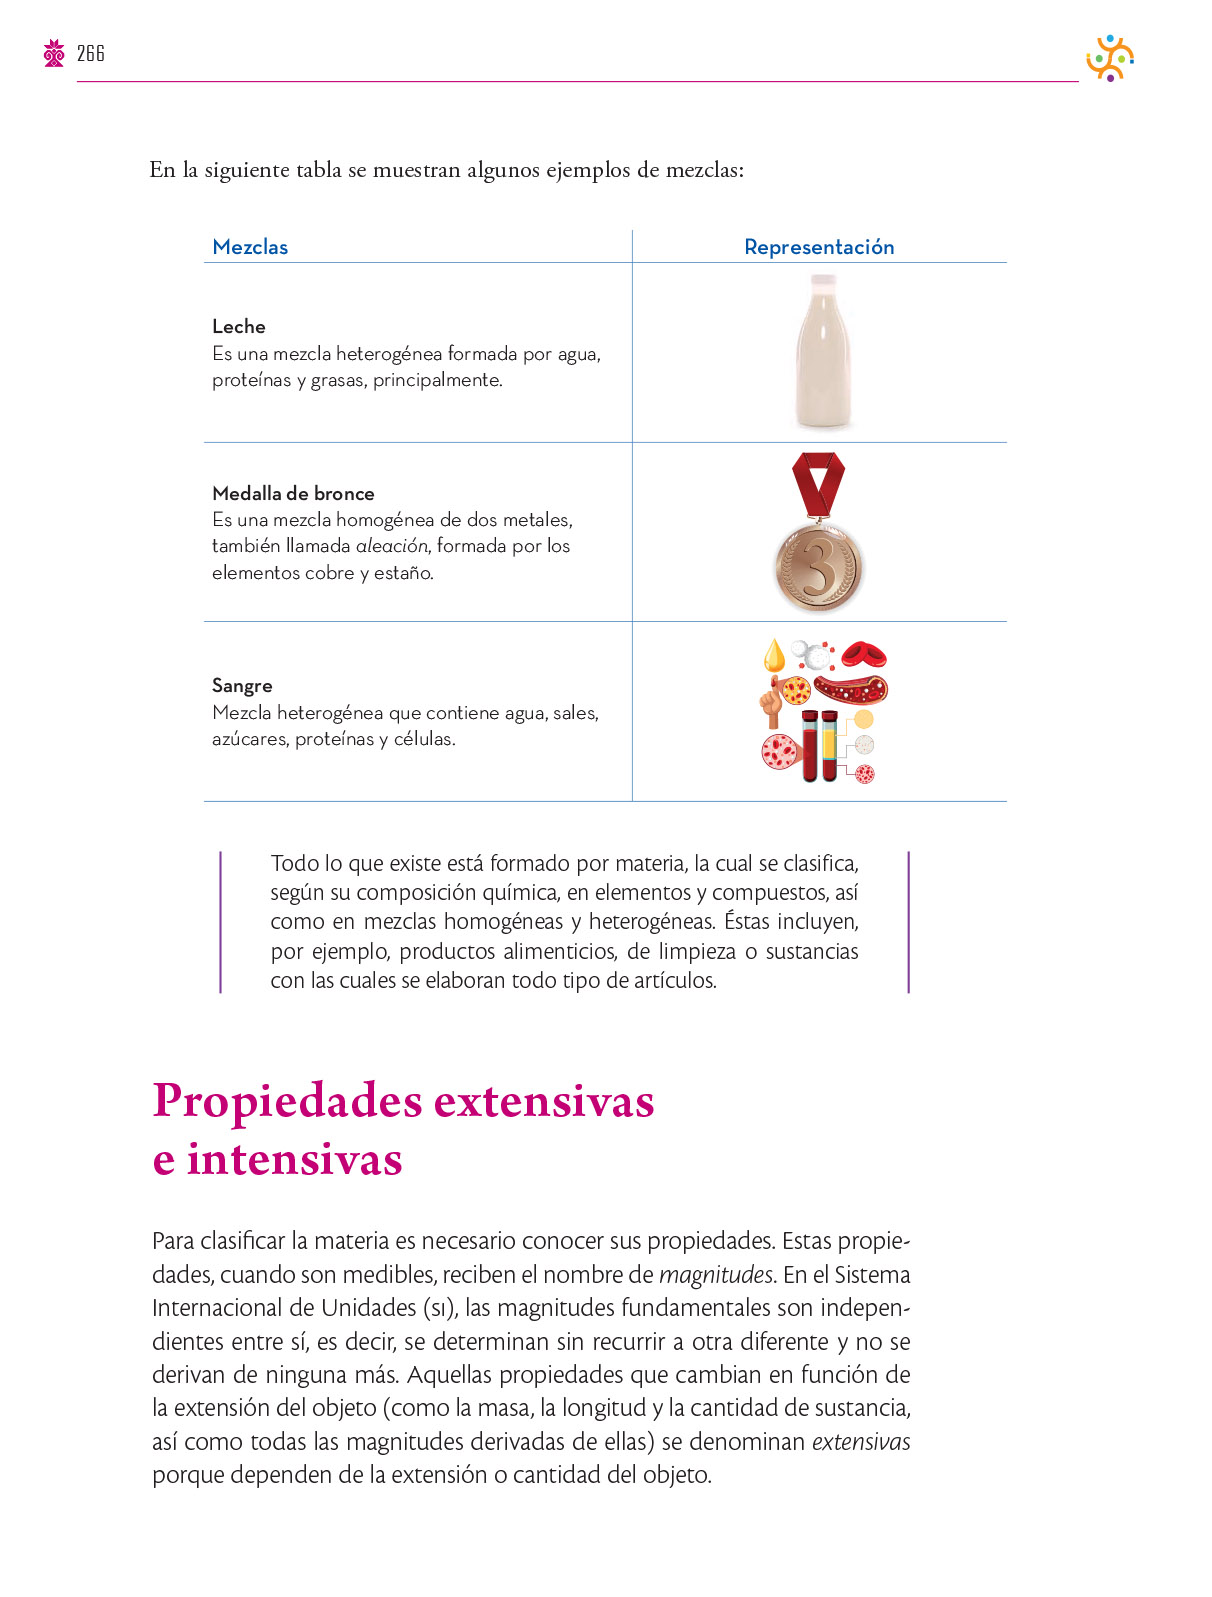 266
En la siguiente tabla se muestran algunos ejemplos de mezclas:
Mezclas
Representación
Leche
Es una mezcla heterogénea formada por agua,
proteínas y grasas, principalmente.
Medalla de bronce
Es una mezcla homogénea de dos metales,
también llamada aleación, formada por los
elementos cobre y estaño.
3
Sangre
Mezcla heterogénea que contiene agua, sales,
azúcares, proteínas y células.
Todo lo que existe está formado por materia, la cual se clasifica,
según su composición química, en elementos y compuestos, así
como en mezclas homogéneas y heterogéneas. Éstas incluyen,
por ejemplo, productos alimenticios, de limpieza o sustancias
con las cuales se elaboran todo tipo de artículos.
Propiedades extensivas
e intensivas
Para clasificar la materia es necesario conocer sus propiedades. Estas propie-
dades, cuando son medibles, reciben el nombre de magnitudes. En el Sistema
Internacional de Unidades (SI), las magnitudes fundamentales son indepen-
dientes entre sí, es decir, se determinan sin recurrir a otra diferente y no se
derivan de ninguna más. Aquellas propiedades que cambian en función de
la extensión del objeto (como la masa, la longitud y la cantidad de sustancia,
así como todas las magnitudes derivadas de ellas) se denominan extensivas
porque dependen de la extensión o cantidad del objeto.